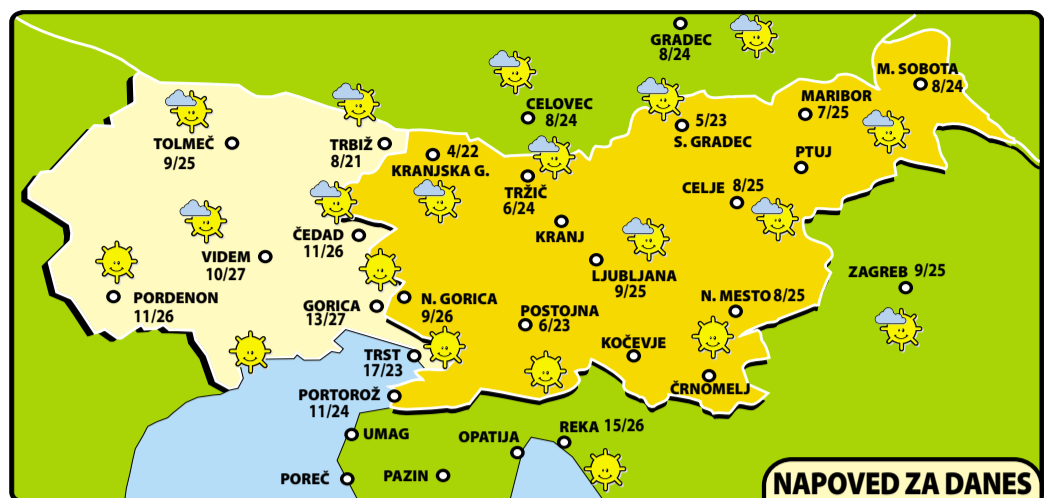 GRADEC
8/24
M. SOBOTA
8/24
CELOVEC
8/24
MARIBOR
7/25
5/23
S. GRADEC
TOLMEČ
9/25
TRBIŽ
8/21
4/22
KRANJSKA G.
PTUJ
TRŽIČ
6/24
CELJE 8/25
KRANJ
ČEDAD
11/26
VIDEM
10/27
LJUBLJANA
9/25
ZAGREB 9/25
PORDENON
11/26
GORICA
13/27
N. GORICA
9/26
N. MESTO 8/25
POSTOJNA
6/23
KOČEVJE
TRST
17/23
ČRNOMELJ
PORTOROŽ
11/24
UMAG
OPATIJA
REKA 15/26
POREČ
PAZIN
NAPOVED ZA DANES